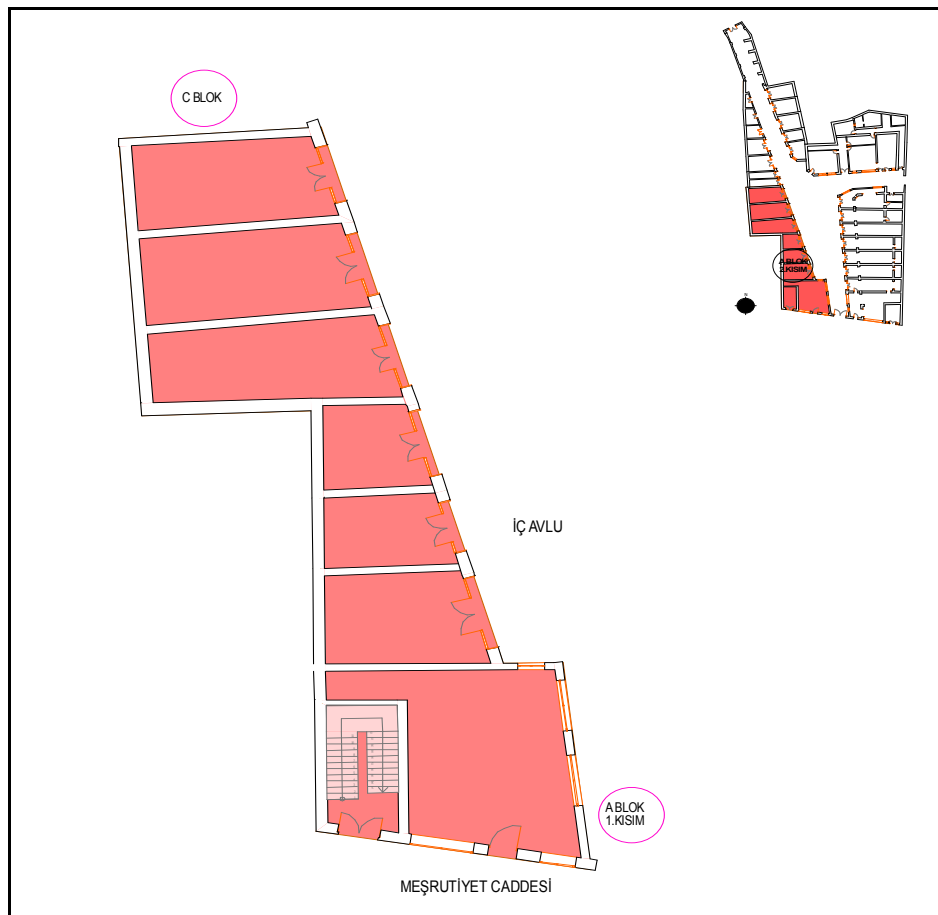 C BLOK
N
A BLOK
2.KISIM
İÇ AVLU
A BLOK
1.KISIM
MEŞRUTİYET CADDESİ